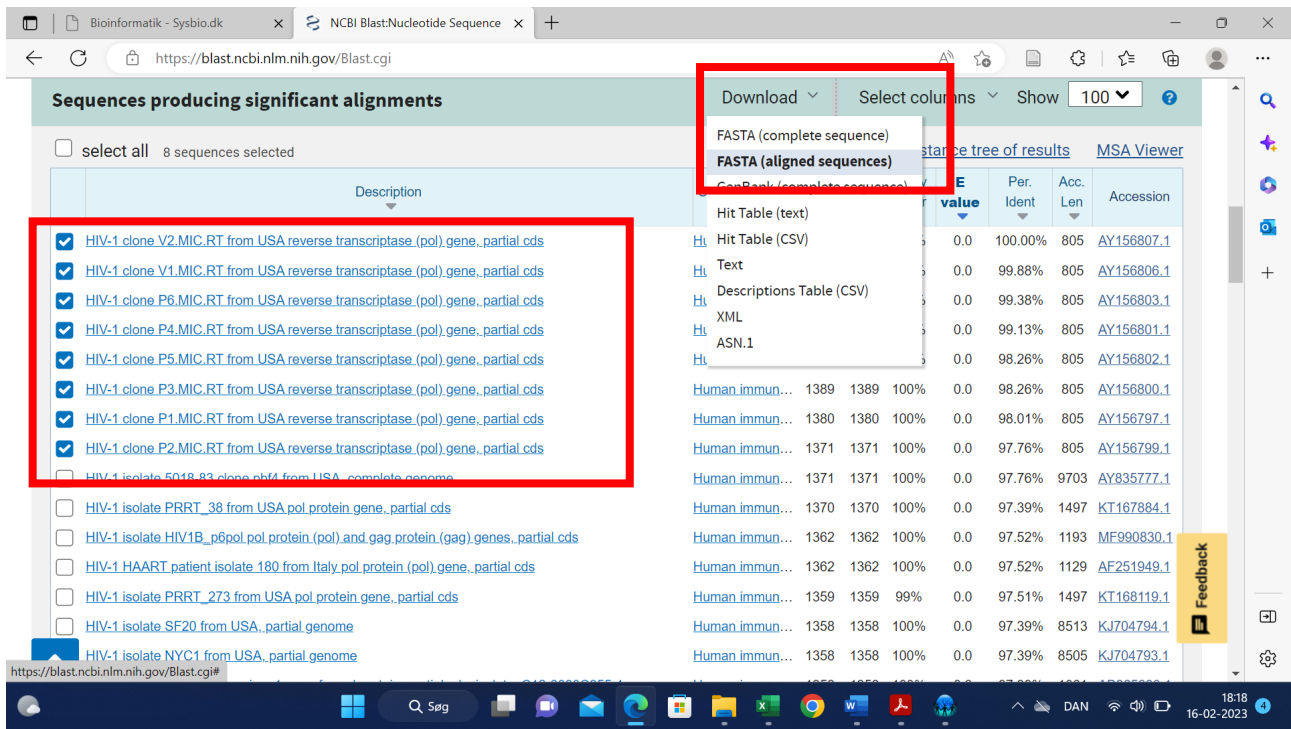 Bioinformatik - Sysbio.dk
NCBI Blast:Nucleotide Sequence
https://blast.ncbi.nlm.nih.gov/Blast.cgi
Sequences producing significant alignments
Download
Select columns
Show 100
select all 8 sequences selected
FASTA (complete sequence)
FASTA (aligned sequences)
GenBank (complete sequence)
Hit Table (text)
Hit Table (CSV)
Text
Descriptions Table (CSV)
XML
ASN.1
tance tree of results
MSA Viewer
Description
E value
Per. Ident
Acc. Len
Accession
HIV-1 clone V2.MIC.RT from USA reverse transcriptase (pol) gene, partial cds 0.0 100.00% 805 AY156807.1
HIV-1 clone V1.MIC.RT from USA reverse transcriptase (pol) gene, partial cds 0.0 99.88% 805 AY156806.1
HIV-1 clone P6.MIC.RT from USA reverse transcriptase (pol) gene, partial cds 0.0 99.38% 805 AY156803.1
HIV-1 clone P4.MIC.RT from USA reverse transcriptase (pol) gene, partial cds 0.0 99.13% 805 AY156801.1
HIV-1 clone P5.MIC.RT from USA reverse transcriptase (pol) gene, partial cds 0.0 98.26% 805 AY156802.1
HIV-1 clone P3.MIC.RT from USA reverse transcriptase (pol) gene, partial cds Human immun... 1389 1389 100% 0.0 98.26% 805 AY156800.1
HIV-1 clone P1.MIC.RT from USA reverse transcriptase (pol) gene, partial cds Human immun... 1380 1380 100% 0.0 98.01% 805 AY156797.1
HIV-1 clone P2.MIC.RT from USA reverse transcriptase (pol) gene, partial cds Human immun... 1371 1371 100% 0.0 97.76% 805 AY156799.1
HIV-1 isolate 5018-83 clone pbf4 from USA, complete genome Human immun... 1371 1371 100% 0.0 97.76% 9703 AY835777.1
HIV-1 isolate PRRT_38 from USA pol protein gene, partial cds Human immun... 1370 1370 100% 0.0 97.39% 1497 KT167884.1
HIV-1 isolate HIV1B_p6pol pol protein (pol) and gag protein (gag) genes, partial cds Human immun... 1362 1362 100% 0.0 97.52% 1193 MF990830.1
HIV-1 HAART patient isolate 180 from Italy pol protein (pol) gene, partial cds Human immun... 1362 1362 100% 0.0 97.52% 1129 AF251949.1
HIV-1 isolate PRRT_273 from USA pol protein gene, partial cds Human immun... 1359 1359 99% 0.0 97.51% 1497 KT168119.1
HIV-1 isolate SF20 from USA, partial genome Human immun... 1358 1358 100% 0.0 97.39% 8513 KJ704794.1
HIV-1 isolate NYC1 from USA, partial genome Human immun... 1358 1358 100% 0.0 97.39% 8505 KJ704793.1
Feedback
https://blast.ncbi.nlm.nih.gov/Blast.cgi#
Søg
DAN
18:18
16-02-2023
4